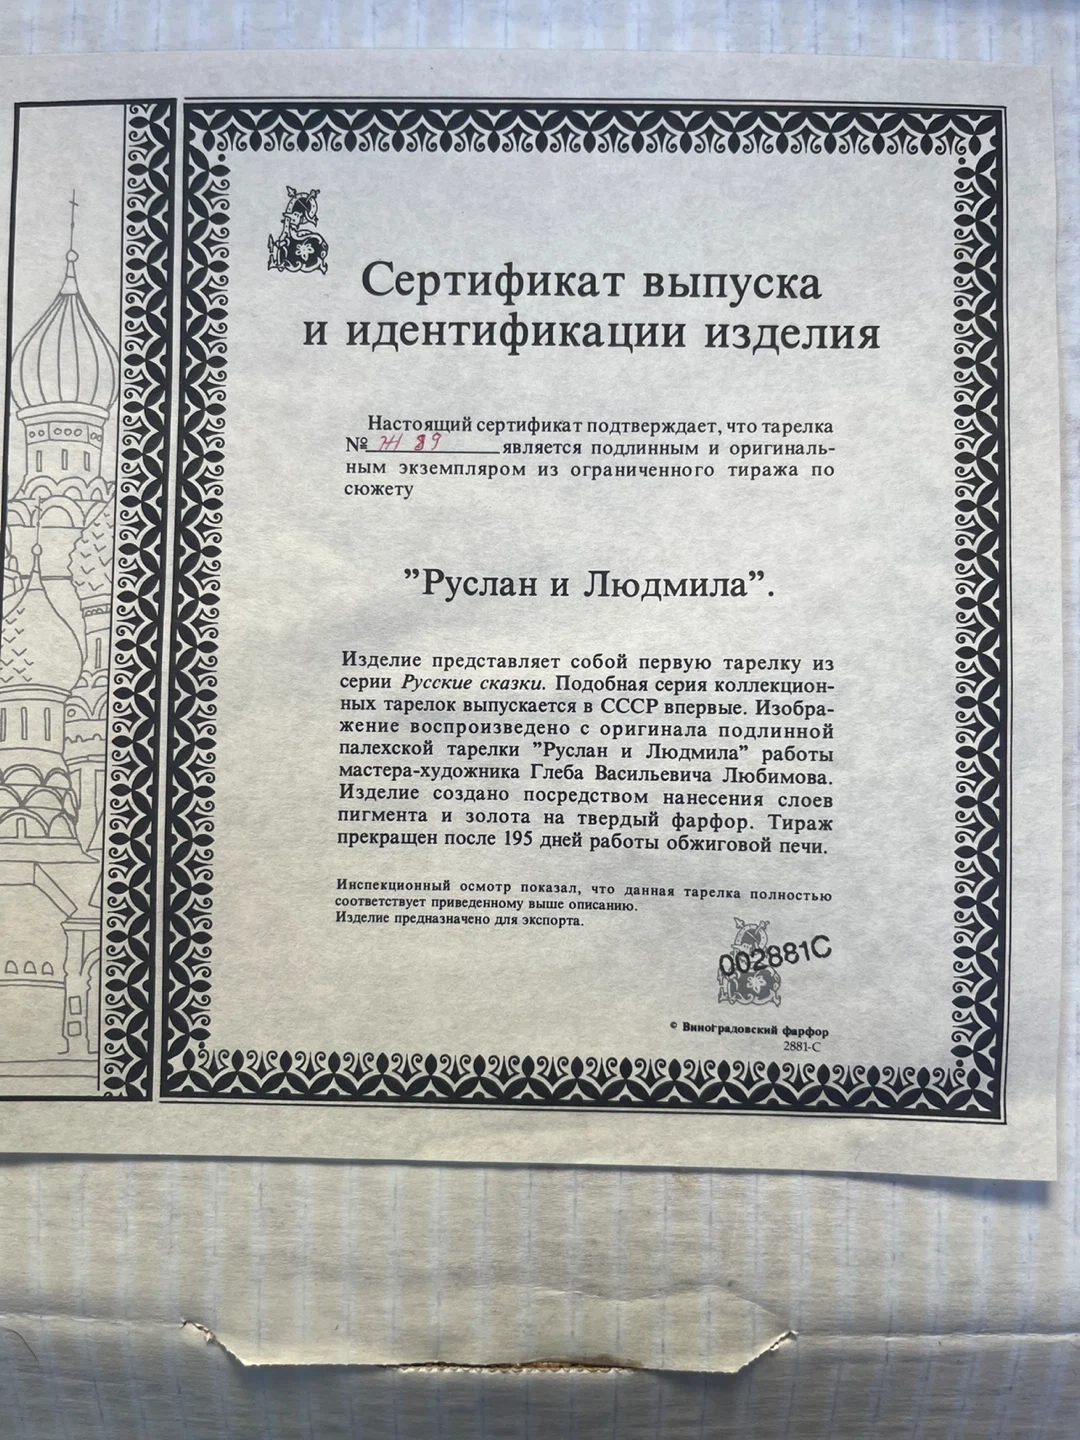 Сертификат выпуска
и идентификации изделия
Настоящий сертификат подтверждает, что тарелка
№ Ж 89 является подлинным и оригиналь-
ным экземпляром из ограниченного тиража по
сюжету
"Руслан и Людмила".
Изделие представляет собой первую тарелку из
серии Русские сказки. Подобная серия коллекцион-
ных тарелок выпускается в СССР впервые. Изобра-
жение воспроизведено с оригинала подлинной
палехской тарелки "Руслан и Людмила" работы
мастера-художника Глеба Васильевича Любимова.
Изделие создано посредством нанесения слоев
пигмента и золота на твердый фарфор. Тираж
прекращен после 195 дней работы обжиговой печи.
Инспекционный осмотр показал, что данная тарелка полностью
соответствует приведенному выше описанию.
Изделие предназначено для экспорта.
002881C
© Виноградовский фарфор
2881-C